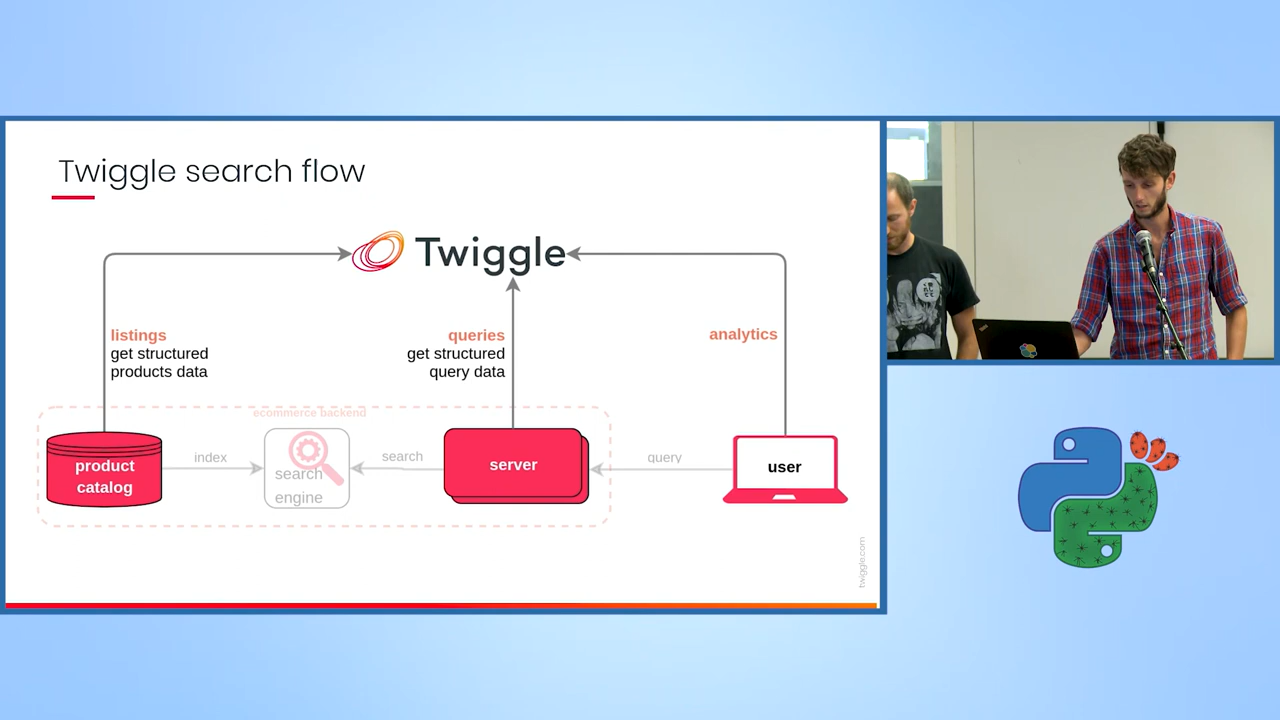 Twiggle search flow
Twiggle
listings
get structured
products data
queries
get structured
query data
analytics
ecommerce backend
product
catalog
index
search
engine
search
server
query
user
twiggle.com